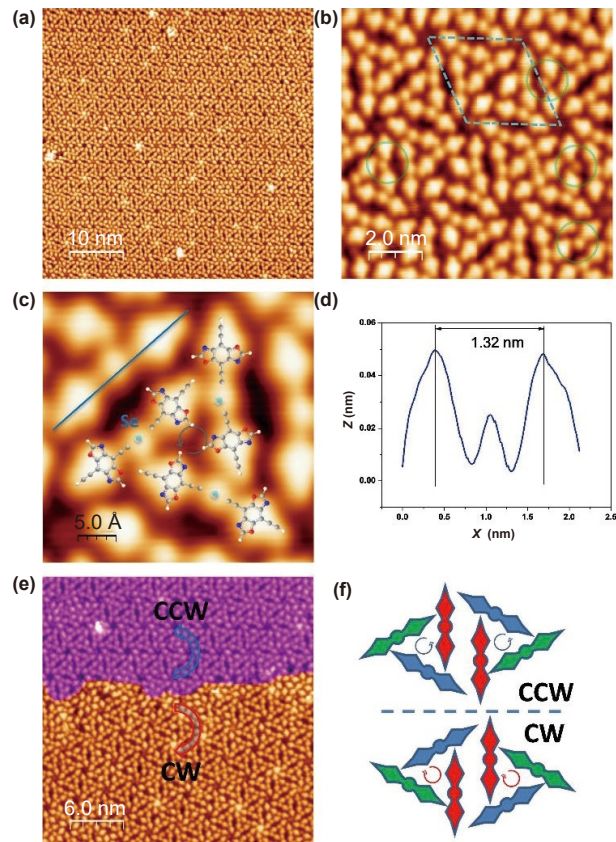 (a)
10 nm
(b)
2.0 nm
(c)
Se
5.0 Å
(d)
1.32 nm
0.06
0.04
0.02
0.00
Z (nm)
0.0 0.5 1.0 1.5 2.0 2.5
X (nm)
(e)
CCW
CW
6.0 nm
(f)
CCW
CW